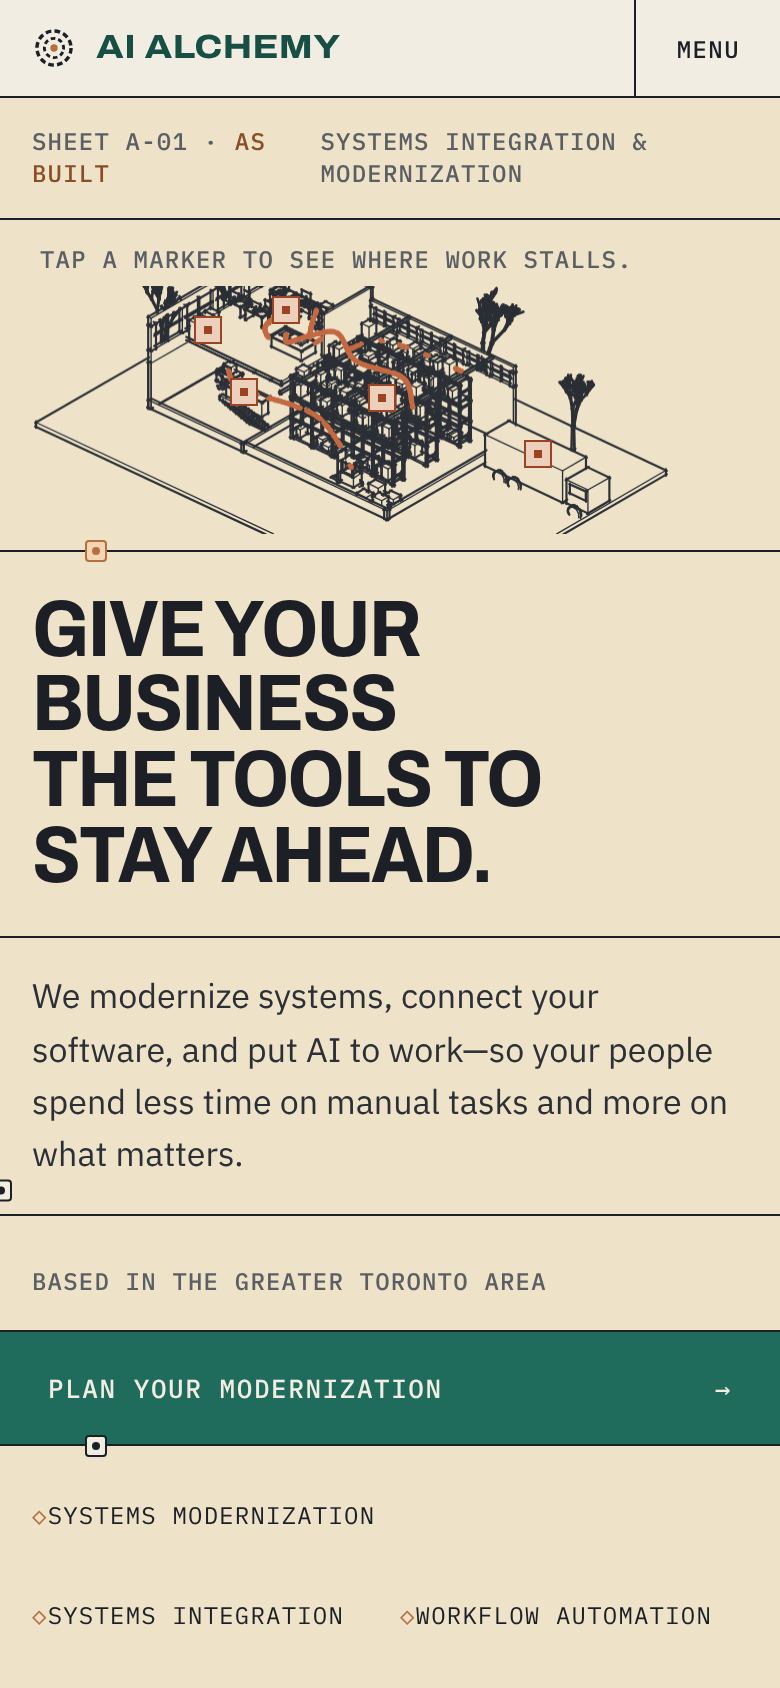 AI ALCHEMY
MENU
SHEET A-01 · AS
BUILT
SYSTEMS INTEGRATION &
MODERNIZATION
TAP A MARKER TO SEE WHERE WORK STALLS.
GIVE YOUR
BUSINESS
THE TOOLS TO
STAY AHEAD.
We modernize systems, connect your
software, and put AI to work—so your people
spend less time on manual tasks and more on
what matters.
BASED IN THE GREATER TORONTO AREA
PLAN YOUR MODERNIZATION →
◇SYSTEMS MODERNIZATION
◇SYSTEMS INTEGRATION ◇WORKFLOW AUTOMATION